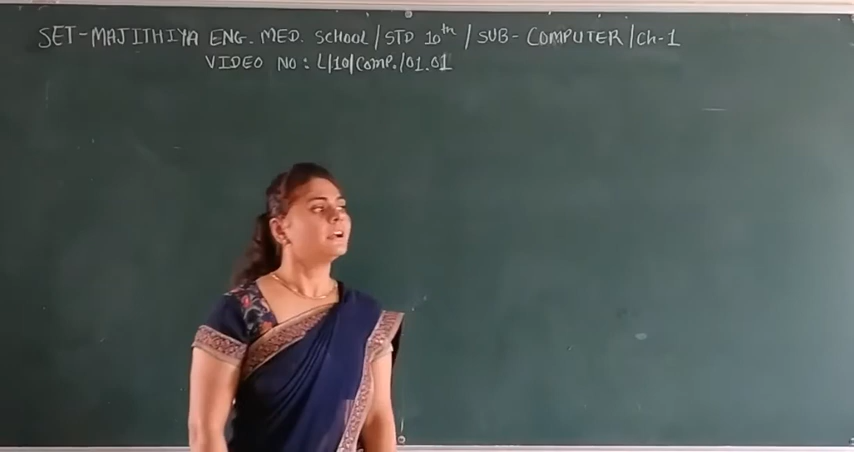 SET-MAJITHIYA ENG. MED. SCHOOL / STD 10th / SUB - COMPUTER / Ch-1
VIDEO NO : L/10/COMP./01.01